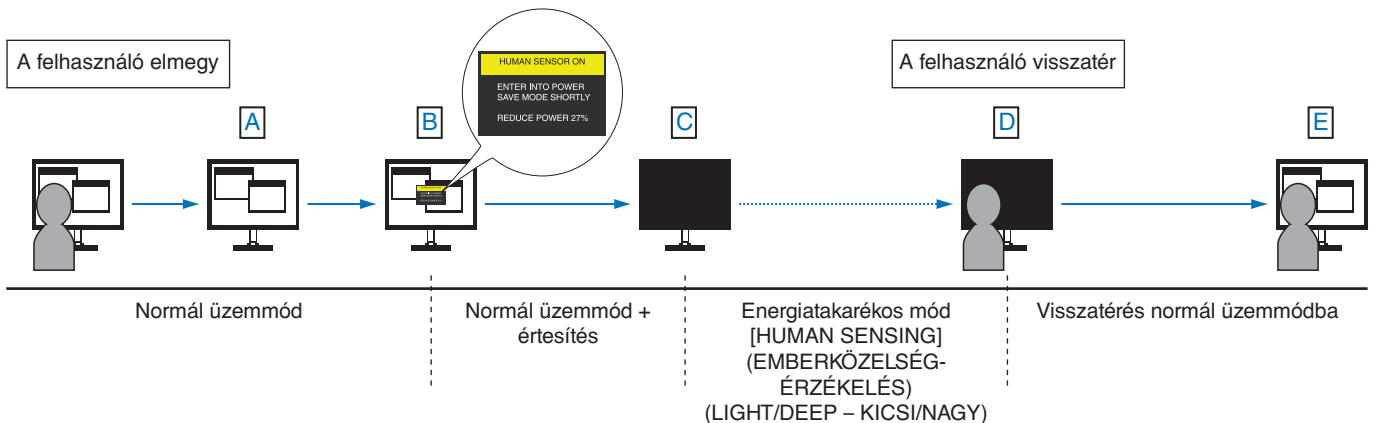 A felhasználó elmegy
HUMAN SENSOR ON
ENTER INTO POWER
SAVE MODE SHORTLY
REDUCE POWER 27%
A felhasználó visszatér
A
B
C
D
E
Normál üzemmód
Normál üzemmód +
értesítés
Energiatakarékos mód
[HUMAN SENSING]
(EMBERKÖZELSÉG-
ÉRZÉKELÉS)
(LIGHT/DEEP – KICSI/NAGY)
Visszatérés normál üzemmódba